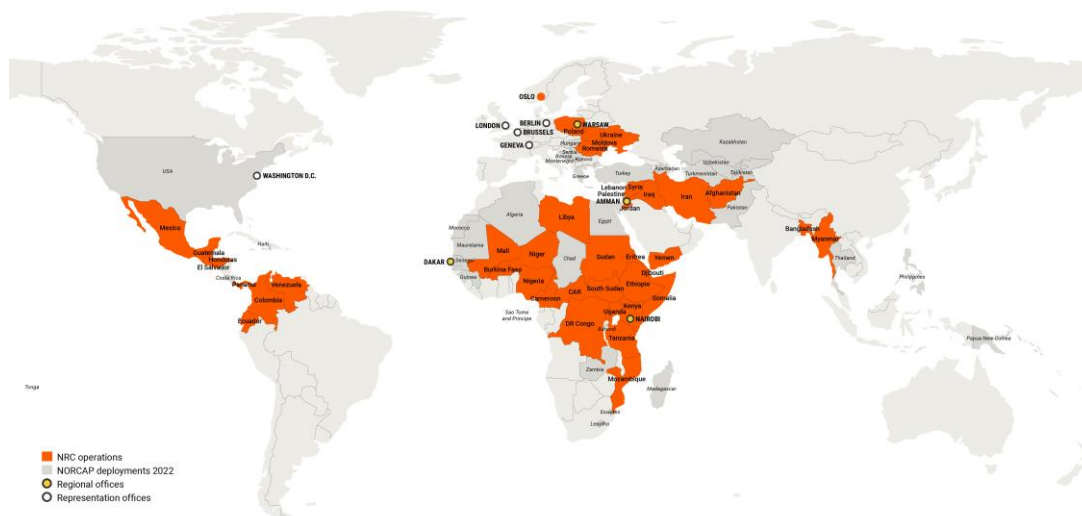 OSLO
LONDON
BERLIN
BRUSSELS
GENEVA
WARSAW
Poland
Ukraine
Moldova
Romania
Hungary
Serbia
Bosnia
Kosovo
Montenegro
Greece
Turkey
Kazakhstan
Uzbekistan
Azerbaijan
Turkmenistan
Tajikistan
USA
WASHINGTON D.C.
Lebanon
Palestine
AMMAN
Syria
Iraq
Jordan
Iran
Afghanistan
Pakistan
Morocco
Algeria
Libya
Egypt
Mexico
Guatemala
Honduras
El Salvador
Haiti
Costa Rica
Panama
Venezuela
Colombia
Ecuador
Mauretania
DAKAR
Senegal
Guinea
Mali
Niger
Burkina Faso
Chad
Sudan
Eritrea
Yemen
Djibouti
Nigeria
CAR
South Sudan
Ethiopia
Cameroon
Somalia
Uganda
Kenya
NAIROBI
Sao Tome
and Principe
DR Congo
Burundi
Tanzania
Zambia
Mozambique
Madagascar
Eswatini
Lesotho
Bangladesh
Myanmar
Thailand
Philippines
Papua New Guinea
Tonga
NRC operations
NORCAP deployments 2022
Regional offices
Representation offices